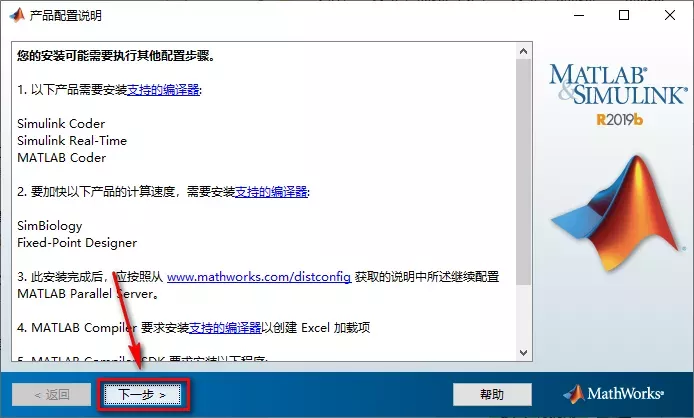 产品配置说明
您的安装可能需要执行其他配置步骤。
1. 以下产品需要安装支持的编译器:
Simulink Coder
Simulink Real-Time
MATLAB Coder
2. 要加快以下产品的计算速度，需要安装支持的编译器:
SimBiology
Fixed-Point Designer
3. 此安装完成后，应按照从 www.mathworks.com/distconfig 获取的说明中所述继续配置
MATLAB Parallel Server。
4. MATLAB Compiler 要求安装支持的编译器以创建 Excel 加载项
5. MATLAB Compiler SDK 要求安装以下程序:
MATLAB®
&SIMULINK®
R2019b
< 返回
下一步 >
帮助
MathWorks®